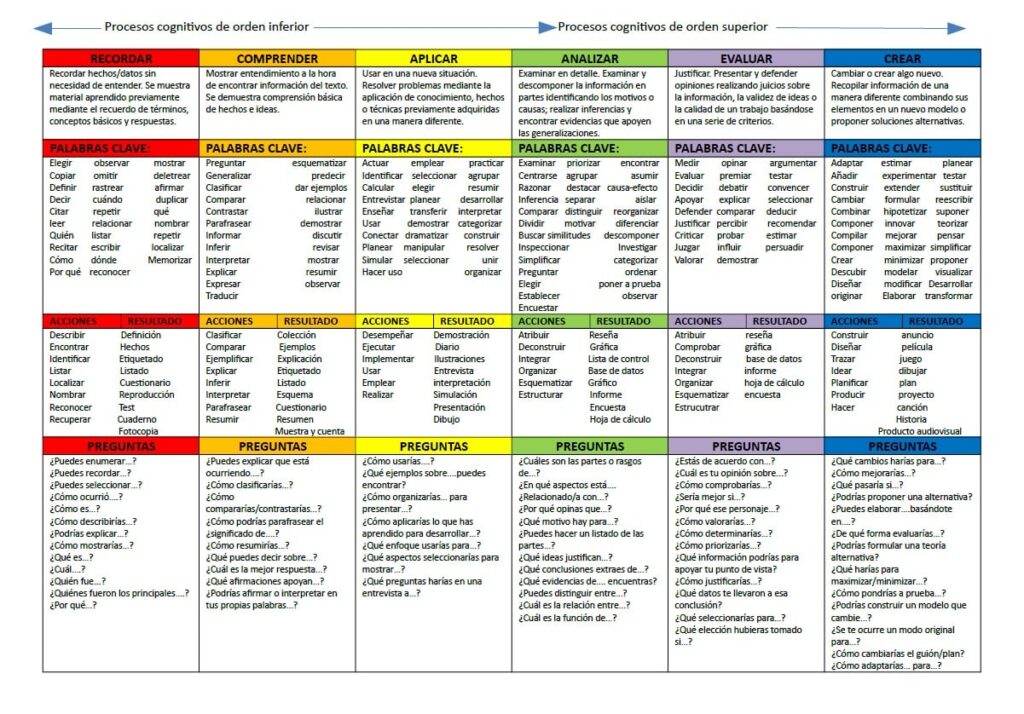 Procesos cognitivos de orden inferior
Procesos cognitivos de orden superior
RECORDAR
Recordar hechos/datos sin
necesidad de entender. Se muestra
material aprendido previamente
mediante el recuerdo de términos,
conceptos básicos y respuestas.
PALABRAS CLAVE:
Elegir observar mostrar
Copiar omitir deletrear
Definir rastrear afirmar
Decir cuándo duplicar
Citar repetir qué
leer relacionar nombrar
Quién listar repetir
Recitar escribir localizar
Cómo dónde Memorizar
Por qué reconocer
ACCIONES RESULTADO
Describir Definición
Encontrar Hechos
Identificar Etiquetado
Listar Listado
Localizar Cuestionario
Nombrar Reproducción
Reconocer Test
Recuperar Cuaderno
Fotocopia
PREGUNTAS
¿Puedes enumerar...?
¿Puedes recordar...?
¿Puedes seleccionar...?
¿Cómo ocurrió....?
¿Cómo es...?
¿Cómo describirías...?
¿Podrías explicar...?
¿Cómo mostrarías...?
¿Qué es...?
¿Cuál....?
¿Quién fue...?
¿Quiénes fueron los principales....?
¿Por qué...?
COMPRENDER
Mostrar entendimiento a la hora
de encontrar información del texto.
Se demuestra comprensión básica
de hechos e ideas.
PALABRAS CLAVE:
Preguntar esquematizar
Generalizar predecir
Clasificar dar ejemplos
Comparar relacionar
Contrastar ilustrar
Parafrasear demostrar
Informar discutir
Inferir revisar
Interpretar mostrar
Explicar resumir
Expresar observar
Traducir
ACCIONES RESULTADO
Clasificar Colección
Comparar Ejemplos
Ejemplificar Explicación
Explicar Etiquetado
Inferir Listado
Interpretar Esquema
Parafrasear Cuestionario
Resumir Resumen
Muestra y cuenta
PREGUNTAS
¿Puedes explicar que está
ocurriendo....?
¿Cómo clasificarías...?
¿Cómo
compararías/contrastarías...?
¿Cómo podrías parafrasear el
¿significado de....?
¿Cómo resumirías...?
¿Qué puedes decir sobre...?
¿Cuál es la mejor respuesta...?
¿Qué afirmaciones apoyan...?
¿Podrías afirmar o interpretar en
tus propias palabras...?
APLICAR
Usar en una nueva situación.
Resolver problemas mediante la
aplicación de conocimiento, hechos
o técnicas previamente adquiridas
en una manera diferente.
PALABRAS CLAVE:
Actuar emplear practicar
Identificar seleccionar agrupar
Calcular elegir resumir
Entrevistar planear desarrollar
Enseñar transferir interpretar
Usar demostrar categorizar
Conectar dramatizar construir
Planear manipular resolver
Simular seleccionar unir
Hacer uso organizar
ACCIONES RESULTADO
Desempeñar Demostración
Ejecutar Diario
Implementar Ilustraciones
Usar Entrevista
Emplear interpretación
Realizar Simulación
Presentación
Dibujo
PREGUNTAS
¿Cómo usarías....?
¿Qué ejemplos sobre....puedes
encontrar?
¿Cómo organizarías... para
presentar...?
¿Cómo aplicarías lo que has
aprendido para desarrollar...?
¿Qué enfoque usarías para...?
¿Qué aspectos seleccionarías para
mostrar...?
¿Qué preguntas harías en una
entrevista a...?
ANALIZAR
Examinar en detalle. Examinar y
descomponer la información en
partes identificando los motivos o
causas; realizar inferencias y
encontrar evidencias que apoyen
las generalizaciones.
PALABRAS CLAVE:
Examinar priorizar encontrar
Centrarse agrupar asumir
Razonar destacar causa-efecto
Inferencia separar aislar
Comparar distinguir reorganizar
Dividir motivar diferenciar
Buscar similitudes descomponer
Inspeccionar Investigar
Simplificar categorizar
Preguntar ordenar
Elegir poner a prueba
Establecer observar
Encuestar
ACCIONES RESULTADO
Atribuir Reseña
Deconstruir Gráfica
Integrar Lista de control
Organizar Base de datos
Esquematizar Gráfico
Estructurar Informe
Encuesta
Hoja de cálculo
PREGUNTAS
¿Cuáles son las partes o rasgos
de...?
¿En qué aspectos está....
¿Relacionado/a con...?
¿Por qué opinas que...?
¿Qué motivo hay para...?
¿Puedes hacer un listado de las
partes...?
¿Qué ideas justifican...?
¿Qué conclusiones extraes de...?
¿Qué evidencias de.... encuentras?
¿Puedes distinguir entre...?
¿Cuál es la relación entre...?
¿Cuál es la función de...?
EVALUAR
Justificar. Presentar y defender
opiniones realizando juicios sobre
la información, la validez de ideas o
la calidad de un trabajo basándose
en una serie de criterios.
PALABRAS CLAVE:
Medir opinar argumentar
Evaluar premiar testar
Decidir debatir convencer
Apoyar explicar seleccionar
Defender comparar deducir
Justificar percibir recomendar
Criticar probar estimar
Juzgar influir persuadir
Valorar demostrar
ACCIONES RESULTADO
Atribuir reseña
Comprobar gráfica
Deconstruir base de datos
Integrar informe
Organizar hoja de cálculo
Esquematizar encuesta
Estrucutrar
PREGUNTAS
¿Estás de acuerdo con...?
¿Cuál es tu opinión sobre...?
¿Cómo comprobarías...?
¿Sería mejor si...?
¿Por qué ese personaje...?
¿Cómo valorarías...?
¿Cómo determinarías...?
¿Cómo priorizarías...?
¿Qué información podrías para
apoyar tu punto de vista?
¿Cómo justificarías...?
¿Qué datos te llevaron a esa
conclusión?
¿Qué seleccionarías para...?
¿Qué elección hubieras tomado
si...?
CREAR
Cambiar o crear algo nuevo.
Recopilar información de una
manera diferente combinando sus
elementos en un nuevo modelo o
proponer soluciones alternativas.
PALABRAS CLAVE:
Adaptar estimar planear
Añadir experimentar testar
Construir extender sustituir
Cambiar formular reescribir
Combinar hipotetizar suponer
Componer innovar teorizar
Compilar mejorar pensar
Componer maximizar simplificar
Crear minimizar proponer
Descubir modelar visualizar
Diseñar modificar Desarrollar
originar Elaborar transformar
ACCIONES RESULTADO
Construir anuncio
Diseñar película
Trazar juego
Idear dibujar
Planificar plan
Producir proyecto
Hacer canción
Historia
Producto audiovisual
PREGUNTAS
¿Qué cambios harías para...?
¿Cómo mejorarías...?
¿Qué pasaría si...?
¿Podrías proponer una alternativa?
¿Puedes elaborar....basándote
en....?
¿De qué forma evaluarías...?
¿Podrías formular una teoría
alternativa?
¿Qué harías para
maximizar/minimizar...?
¿Cómo pondrías a prueba...?
¿Podrías construir un modelo que
cambie...?
¿Se te ocurre un modo original
para...?
¿Cómo cambiarías el guión/plan?
¿Cómo adaptarías... para...?